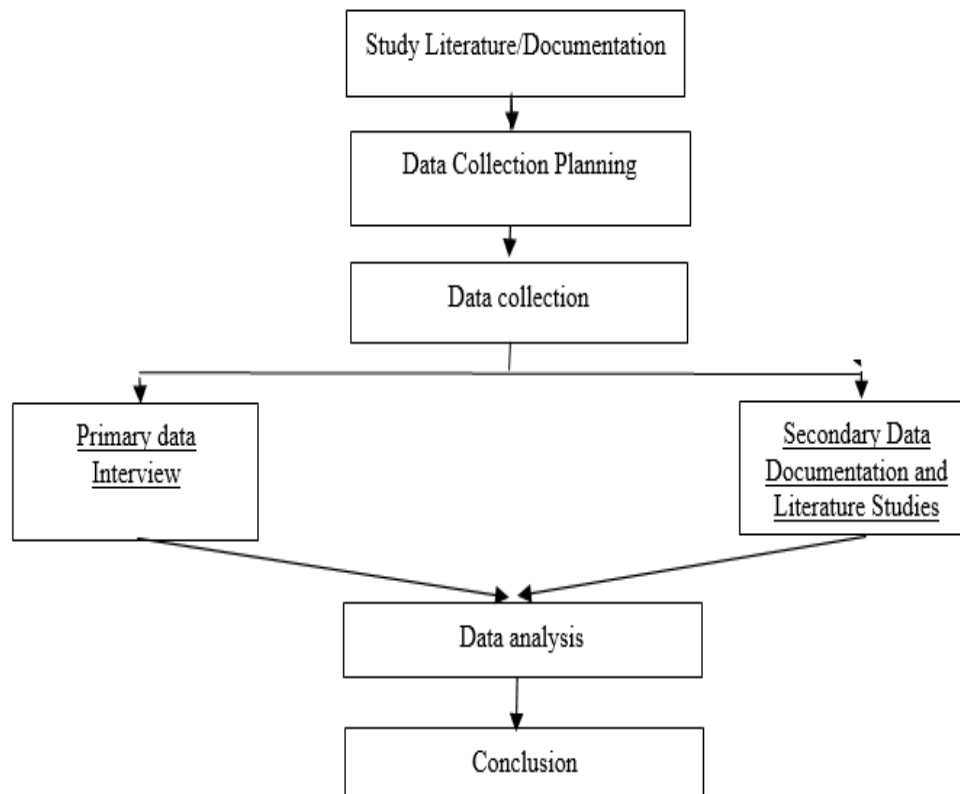 Study Literature/Documentation
Data Collection Planning
Data collection
Primary data
Interview
Secondary Data
Documentation and
Literature Studies
Data analysis
Conclusion